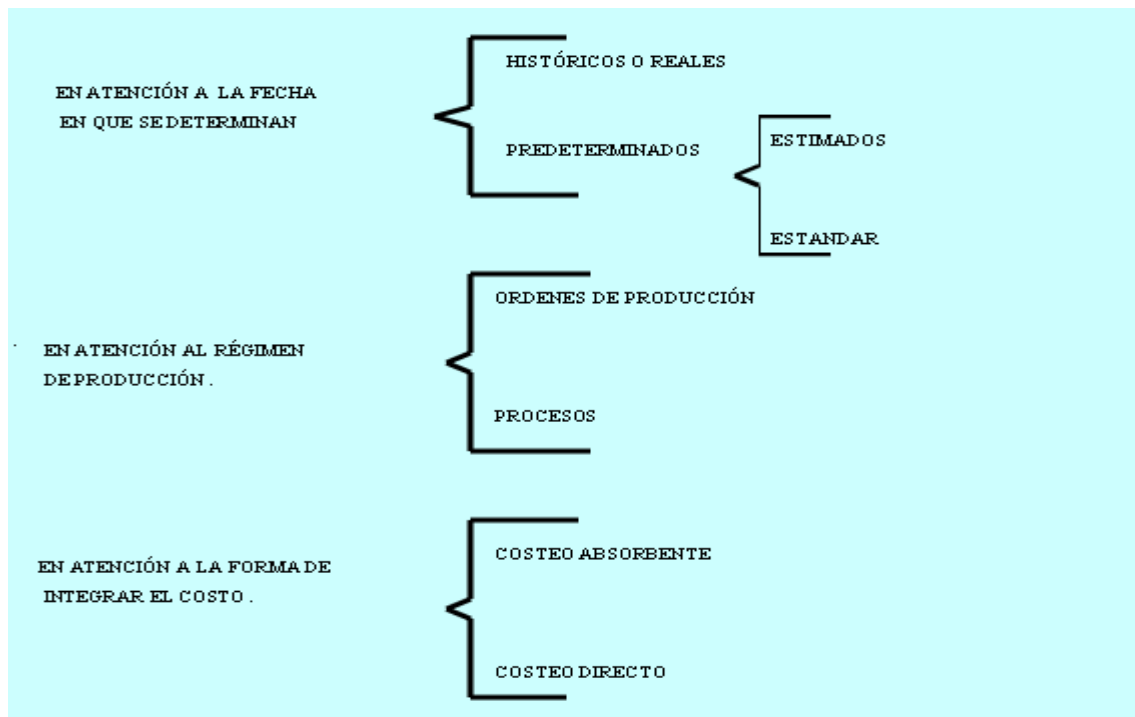 EN ATENCIÓN A LA FECHA
EN QUE SE DETERMINAN
HISTÓRICOS O REALES
PREDETERMINADOS
ESTIMADOS
ESTANDAR
EN ATENCIÓN AL RÉGIMEN
DE PRODUCCIÓN .
ORDENES DE PRODUCCIÓN
PROCESOS
EN ATENCIÓN A LA FORMA DE
INTEGRAR EL COSTO .
COSTEO ABSORBENTE
COSTEO DIRECTO